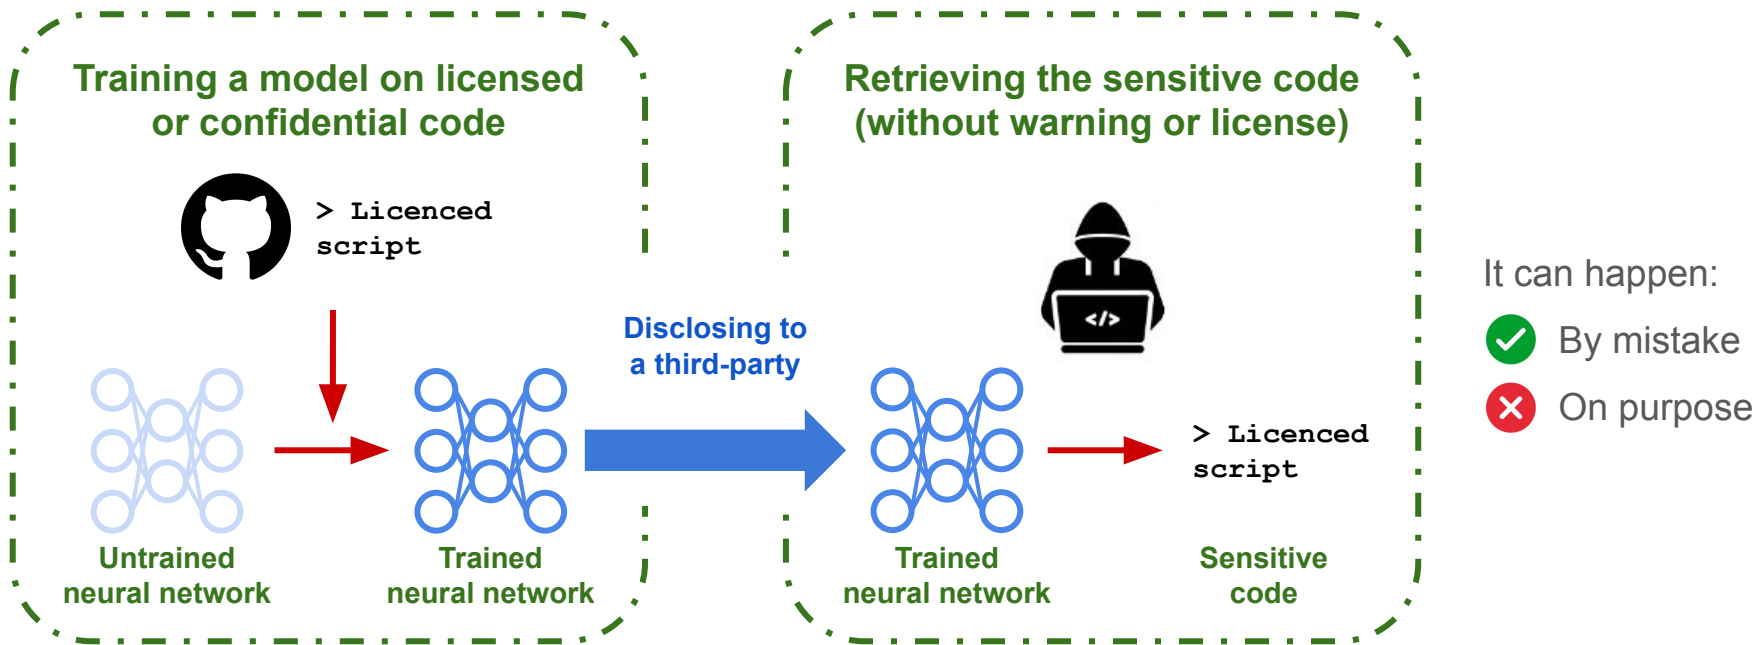 Training a model on licensed
or confidential code
> Licenced
script
Untrained
neural network
Trained
neural network
Disclosing to
a third-party
Retrieving the sensitive code
(without warning or license)
</>
Trained
neural network
> Licenced
script
Sensitive
code
It can happen:
By mistake
On purpose